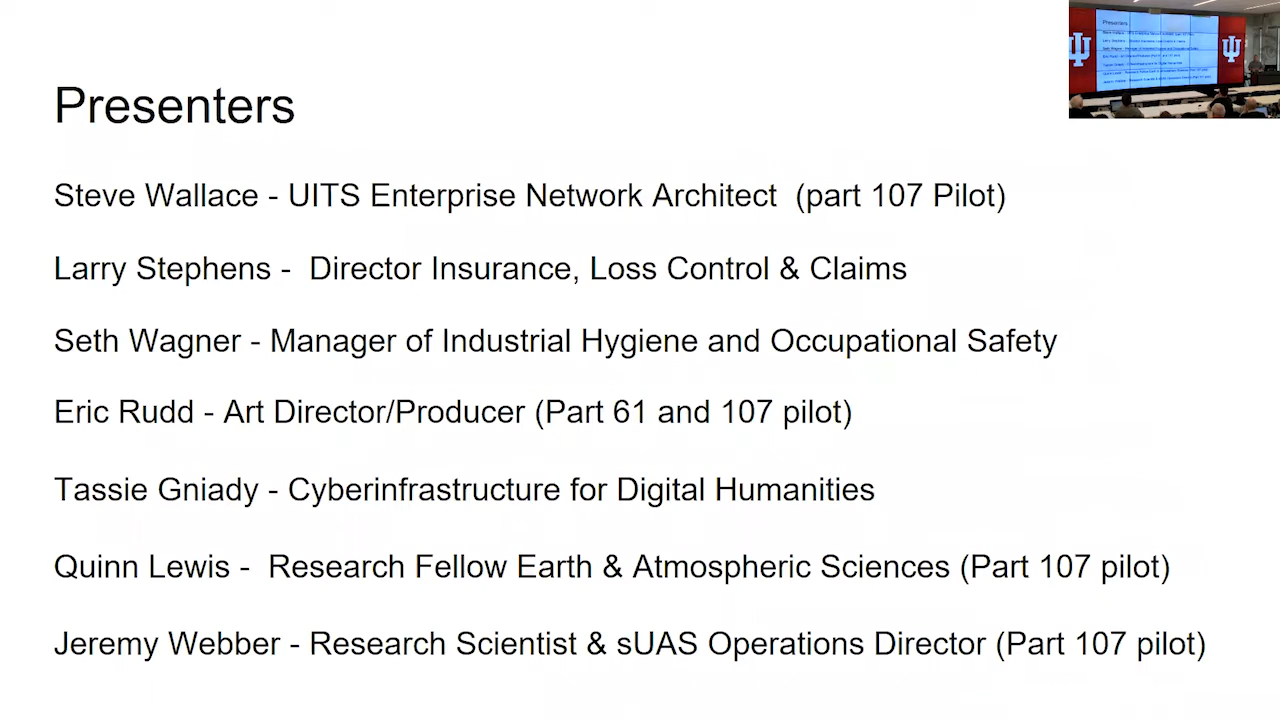 Presenters
Steve Wallace - UITS Enterprise Network Architect (part 107 Pilot)
Larry Stephens - Director Insurance, Loss Control & Claims
Seth Wagner - Manager of Industrial Hygiene and Occupational Safety
Eric Rudd - Art Director/Producer (Part 61 and 107 pilot)
Tassie Gniady - Cyberinfrastructure for Digital Humanities
Quinn Lewis - Research Fellow Earth & Atmospheric Sciences (Part 107 pilot)
Jeremy Webber - Research Scientist & sUAS Operations Director (Part 107 pilot)